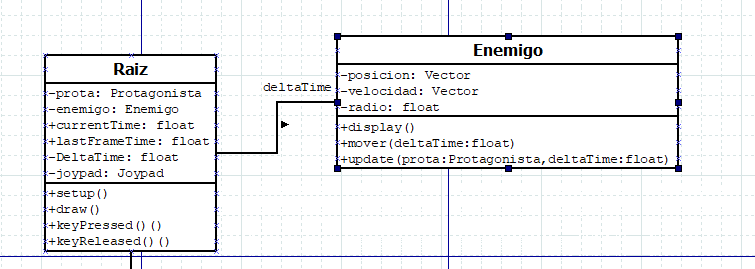 Raiz
-prota: Protagonista
-enemigo: Enemigo
+currentTime: float
+lastFrameTime: float
-DeltaTime: float
-joypad: Joypad
+setup()
+draw()
+keyPressed()()
+keyReleased()()
deltaTime
Enemigo
-posicion: Vector
-velocidad: Vector
-radio: float
+display()
+mover(deltaTime:float)
+update(prota:Protagonista,deltaTime:float)